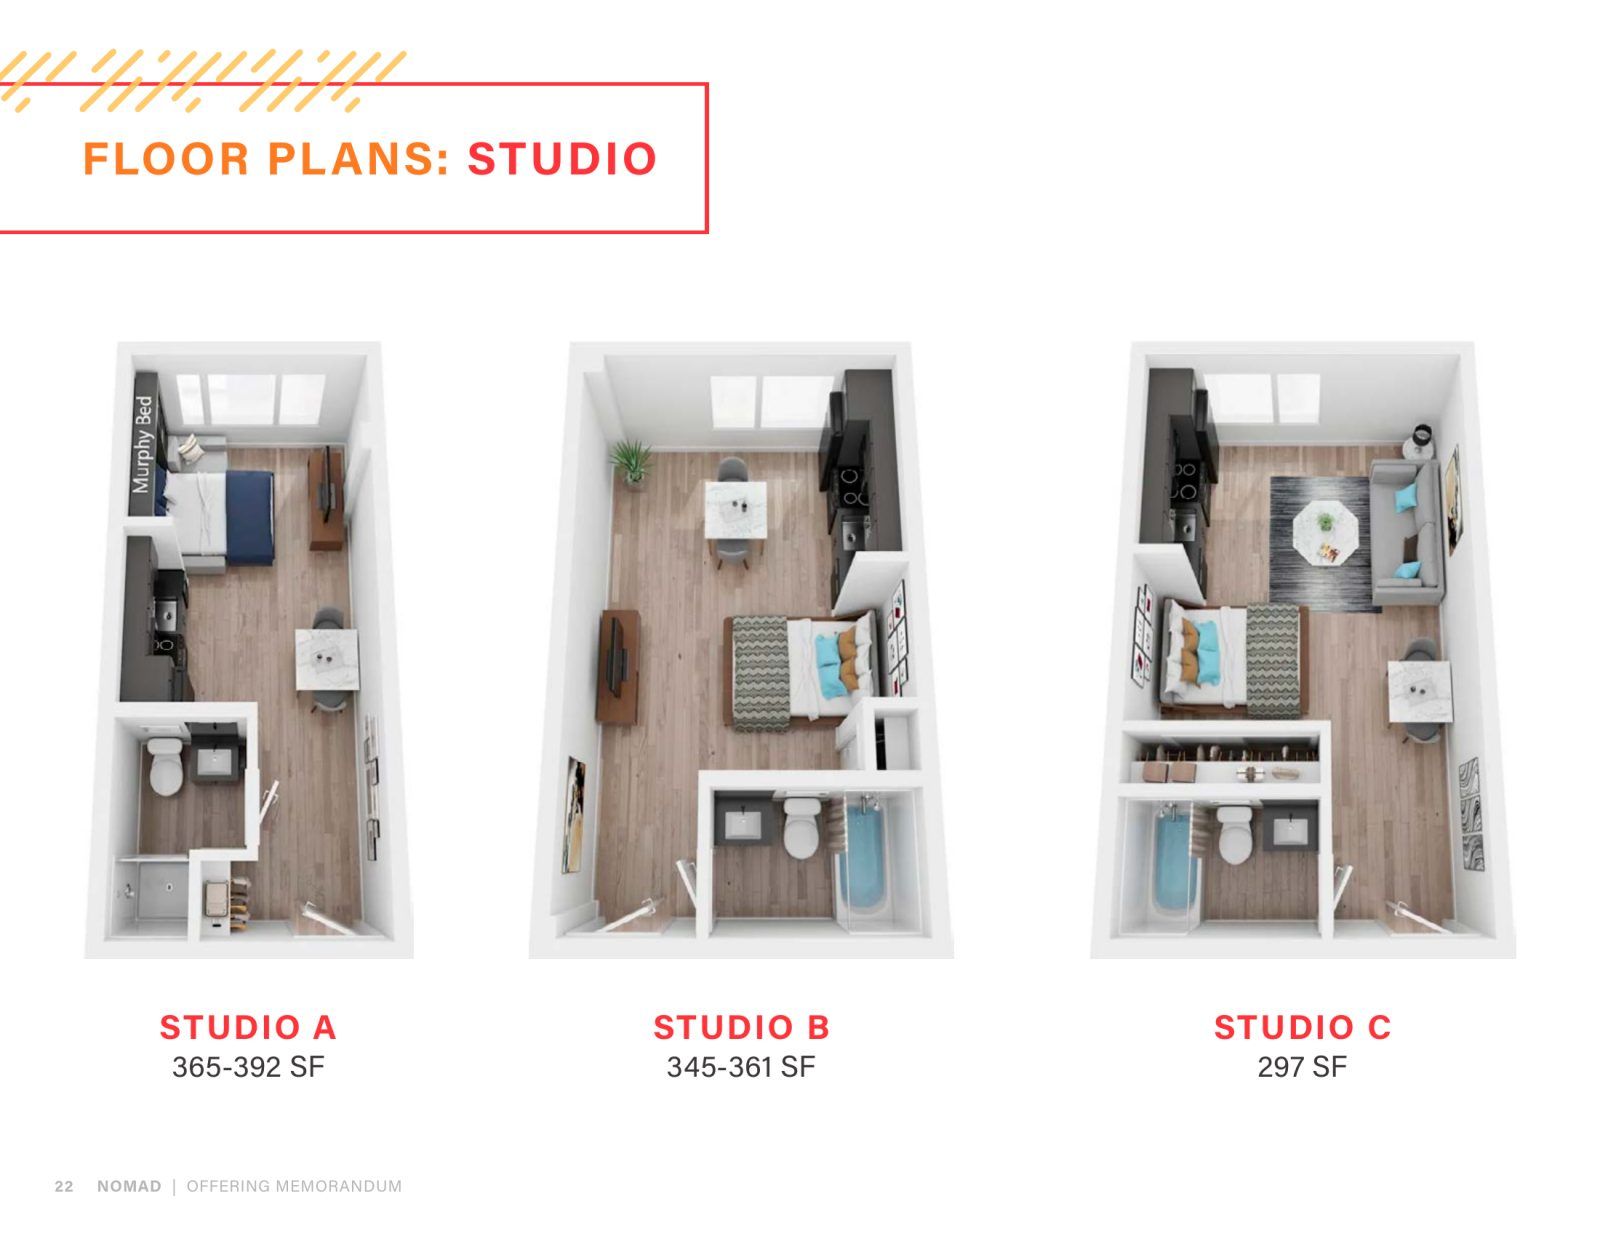 FLOOR PLANS: STUDIO
Murphy Bed
STUDIO A
365-392 SF
STUDIO B
345-361 SF
STUDIO C
297 SF
22 NOMAD | OFFERING MEMORANDUM